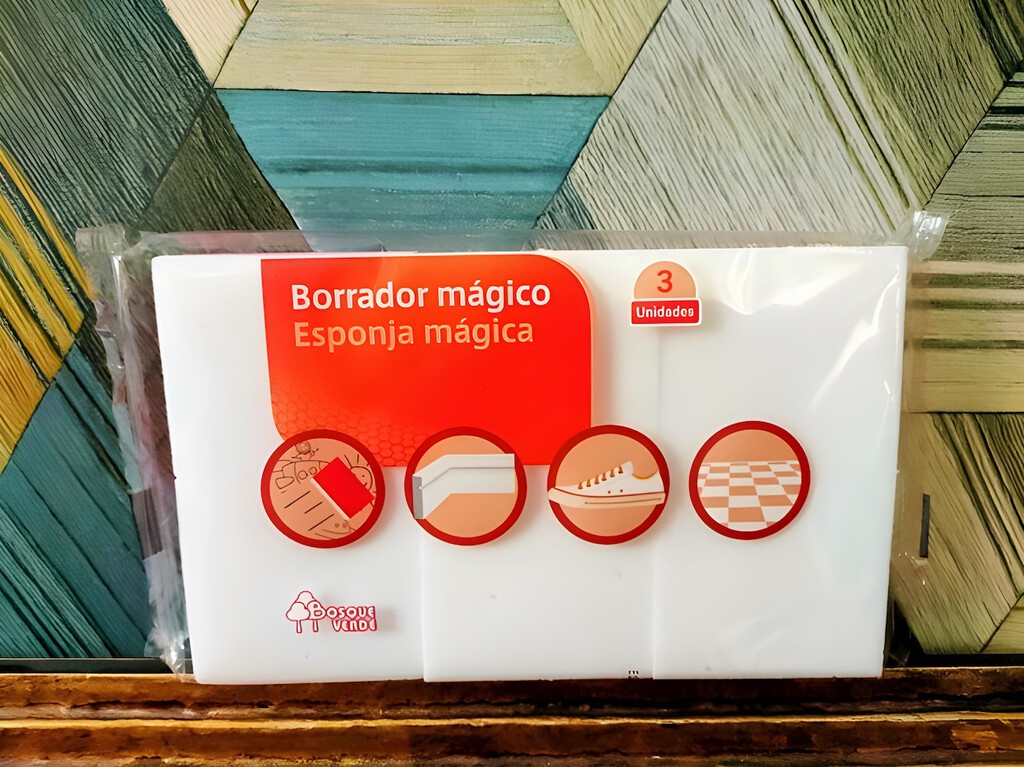 Borrador mágico
Esponja mágica
3
Unidades
BOSQUE
VERDE